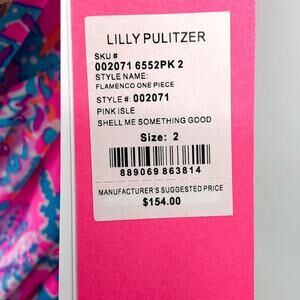 LILLY PULITZER
SKU #
002071 6552PK 2
STYLE NAME:
FLAMENCO ONE PIECE
STYLE #: 002071
PINK ISLE
SHELL ME SOMETHING GOOD
Size: 2
889069 863814
MANUFACTURER'S SUGGESTED PRICE
$154.00